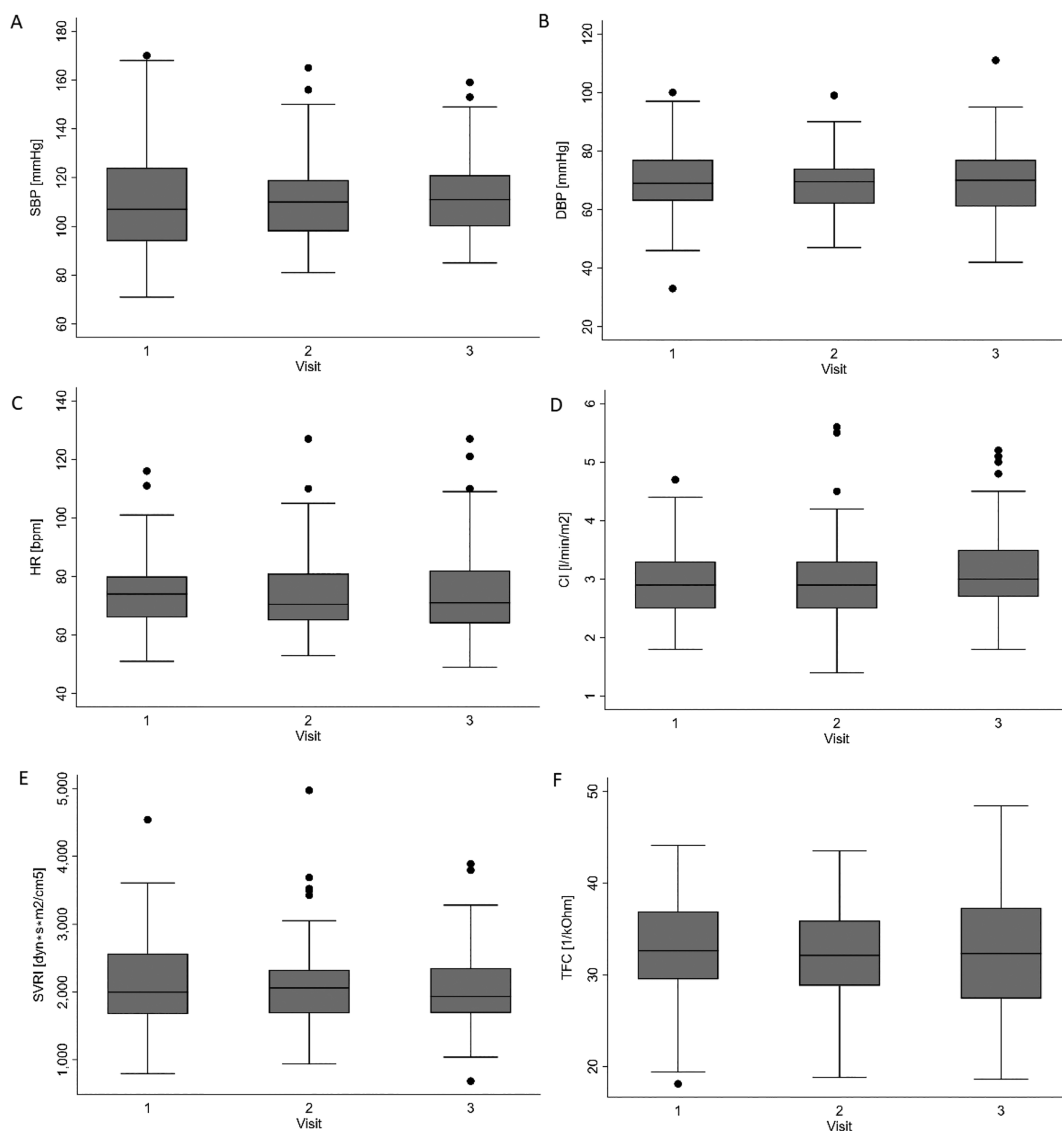 A
SBP [mmHg]
180
160
140
120
100
80
60
1 2 3
Visit
B
DBP [mmHg]
120
100
80
60
40
20
1 2 3
Visit
C
HR [bpm]
140
120
100
80
60
40
1 2 3
Visit
D
CI [l/min/m2]
6
5
4
3
2
1
1 2 3
Visit
E
SVRI [dyn*s*m2/cm5]
5,000
4,000
3,000
2,000
1,000
1 2 3
Visit
F
TFC [1/kOhm]
50
40
30
20
1 2 3
Visit